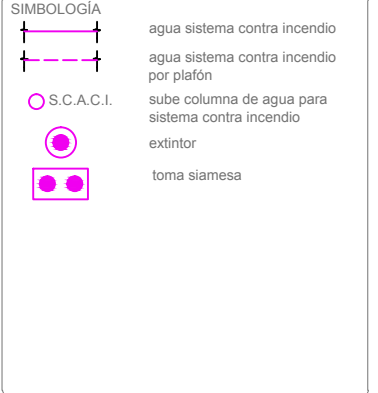 SIMBOLOGÍA
agua sistema contra incendio
agua sistema contra incendio
por plafón
S.C.A.C.I.
sube columna de agua para
sistema contra incendio
extintor
toma siamesa